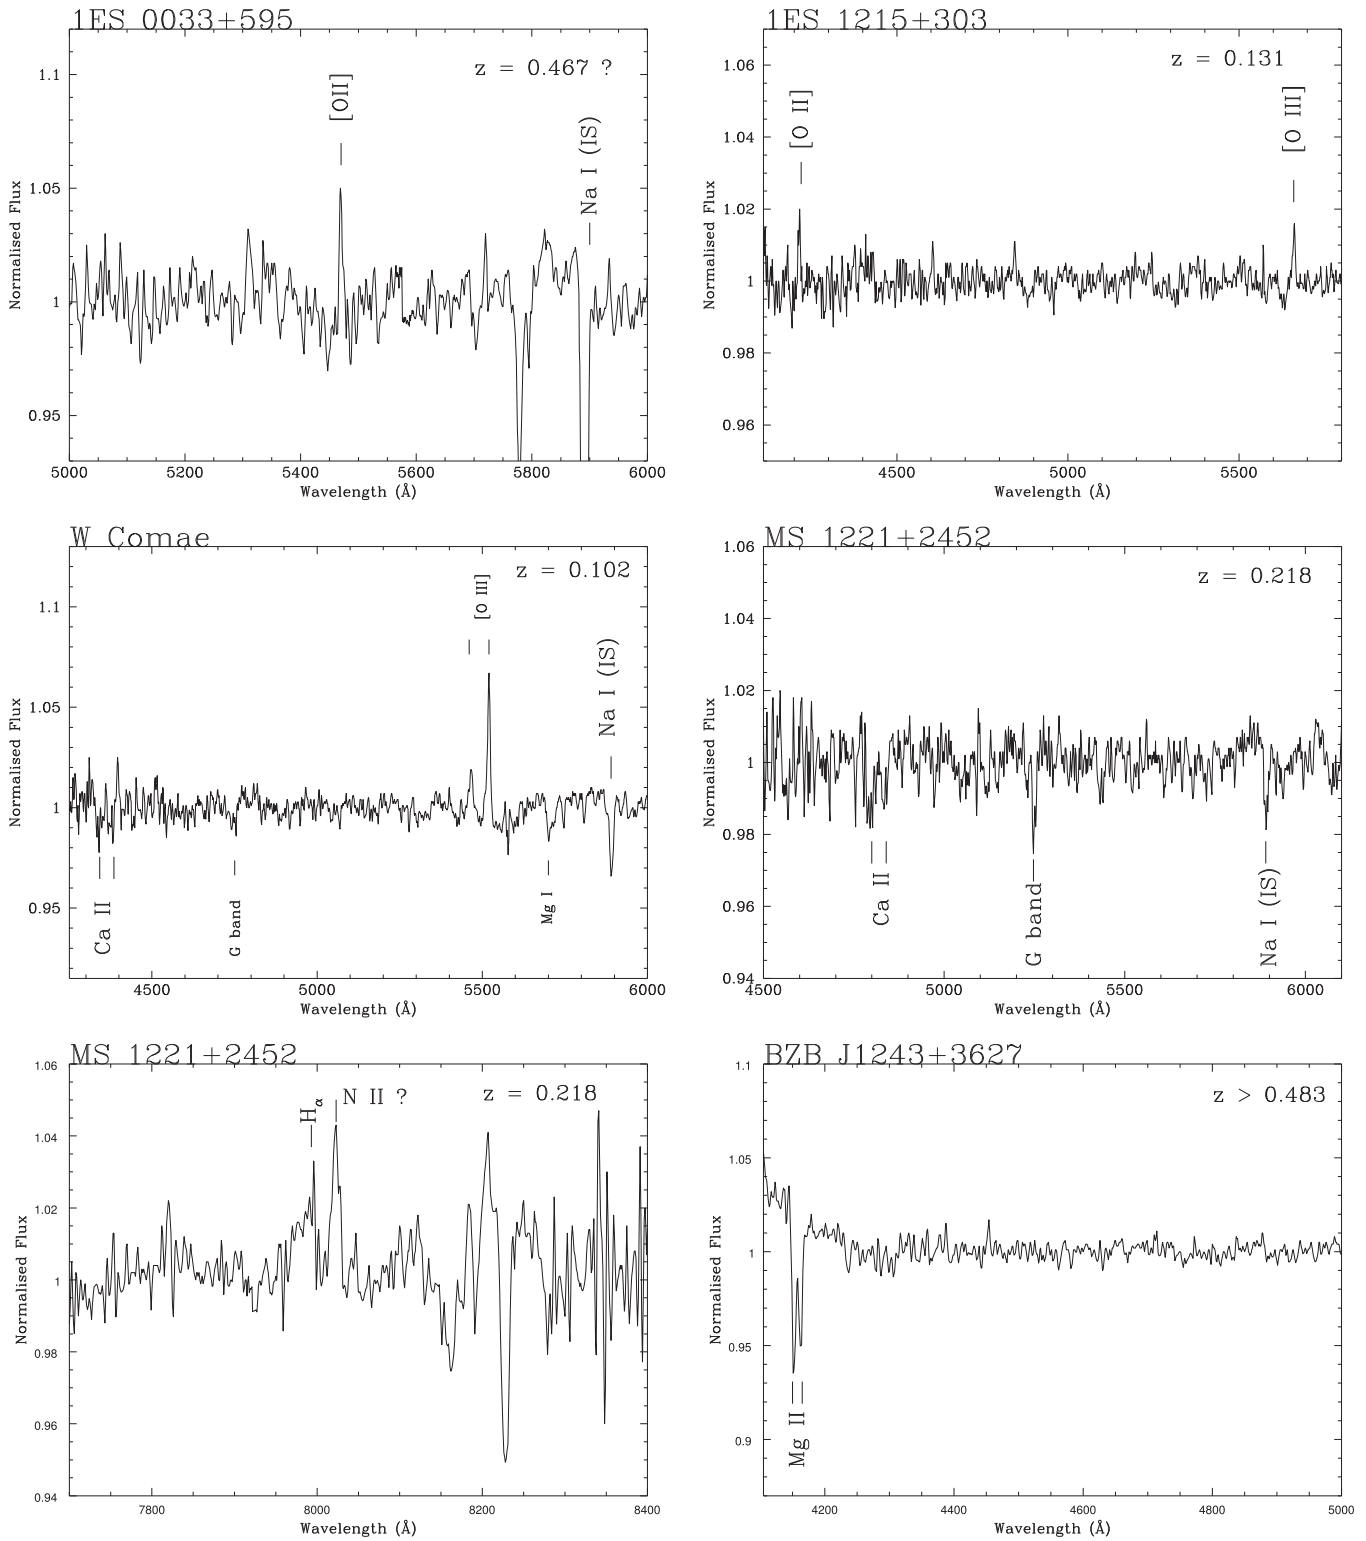 1ES 0033+595
z = 0.467 ?
[OII]
Na I (IS)
Normalised Flux
1.1
1.05
1
0.95
5000 5200 5400 5600 5800 6000
Wavelength (Å)
1ES 1215+303
z = 0.131
[O II]
[O III]
Normalised Flux
1.06
1.04
1.02
1
0.98
0.96
4500 5000 5500
Wavelength (Å)
W Comae
z = 0.102
[O III]
Na I (IS)
Ca II
G band
Mg I
Normalised Flux
1.1
1.05
1
0.95
4500 5000 5500 6000
Wavelength (Å)
MS 1221+2452
z = 0.218
Ca II
G band
Na I (IS)
Normalised Flux
1.06
1.04
1.02
1
0.98
0.96
0.94
4500 5000 5500 6000
Wavelength (Å)
MS 1221+2452
z = 0.218
Hα
N II ?
Normalised Flux
1.06
1.04
1.02
1
0.98
0.96
0.94
7800 8000 8200 8400
Wavelength (Å)
BZB J1243+3627
z > 0.483
Mg II
Normalised Flux
1.1
1.05
1
0.95
0.9
4200 4400 4600 4800 5000
Wavelength (Å)